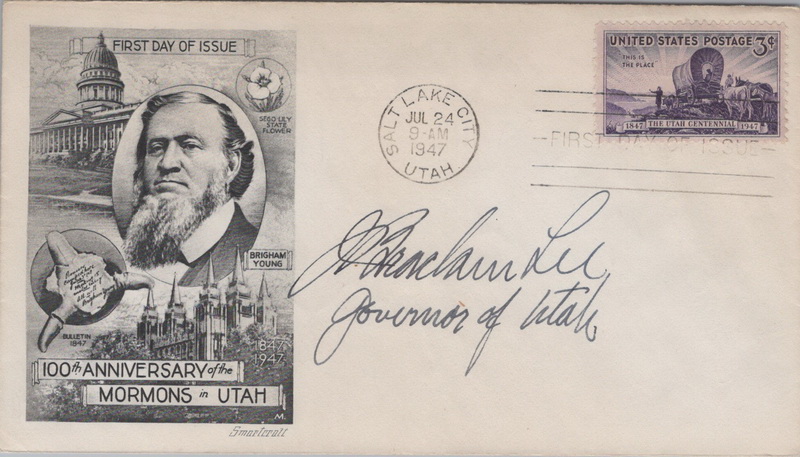 FIRST DAY OF ISSUE
SEGO LILY
STATE
FLOWER
BRIGHAM
YOUNG
BULLETIN
1847
1847
1947
100th ANNIVERSARY of the
MORMONS in UTAH
M.
Smartcraft
SALT LAKE CITY
JUL 24
9-AM
1947
UTAH
UNITED STATES POSTAGE 3¢
THIS IS
THE PLACE
1847 THE UTAH CENTENNIAL 1947
FIRST DAY OF ISSUE
J Bracken Lee
Governor of Utah